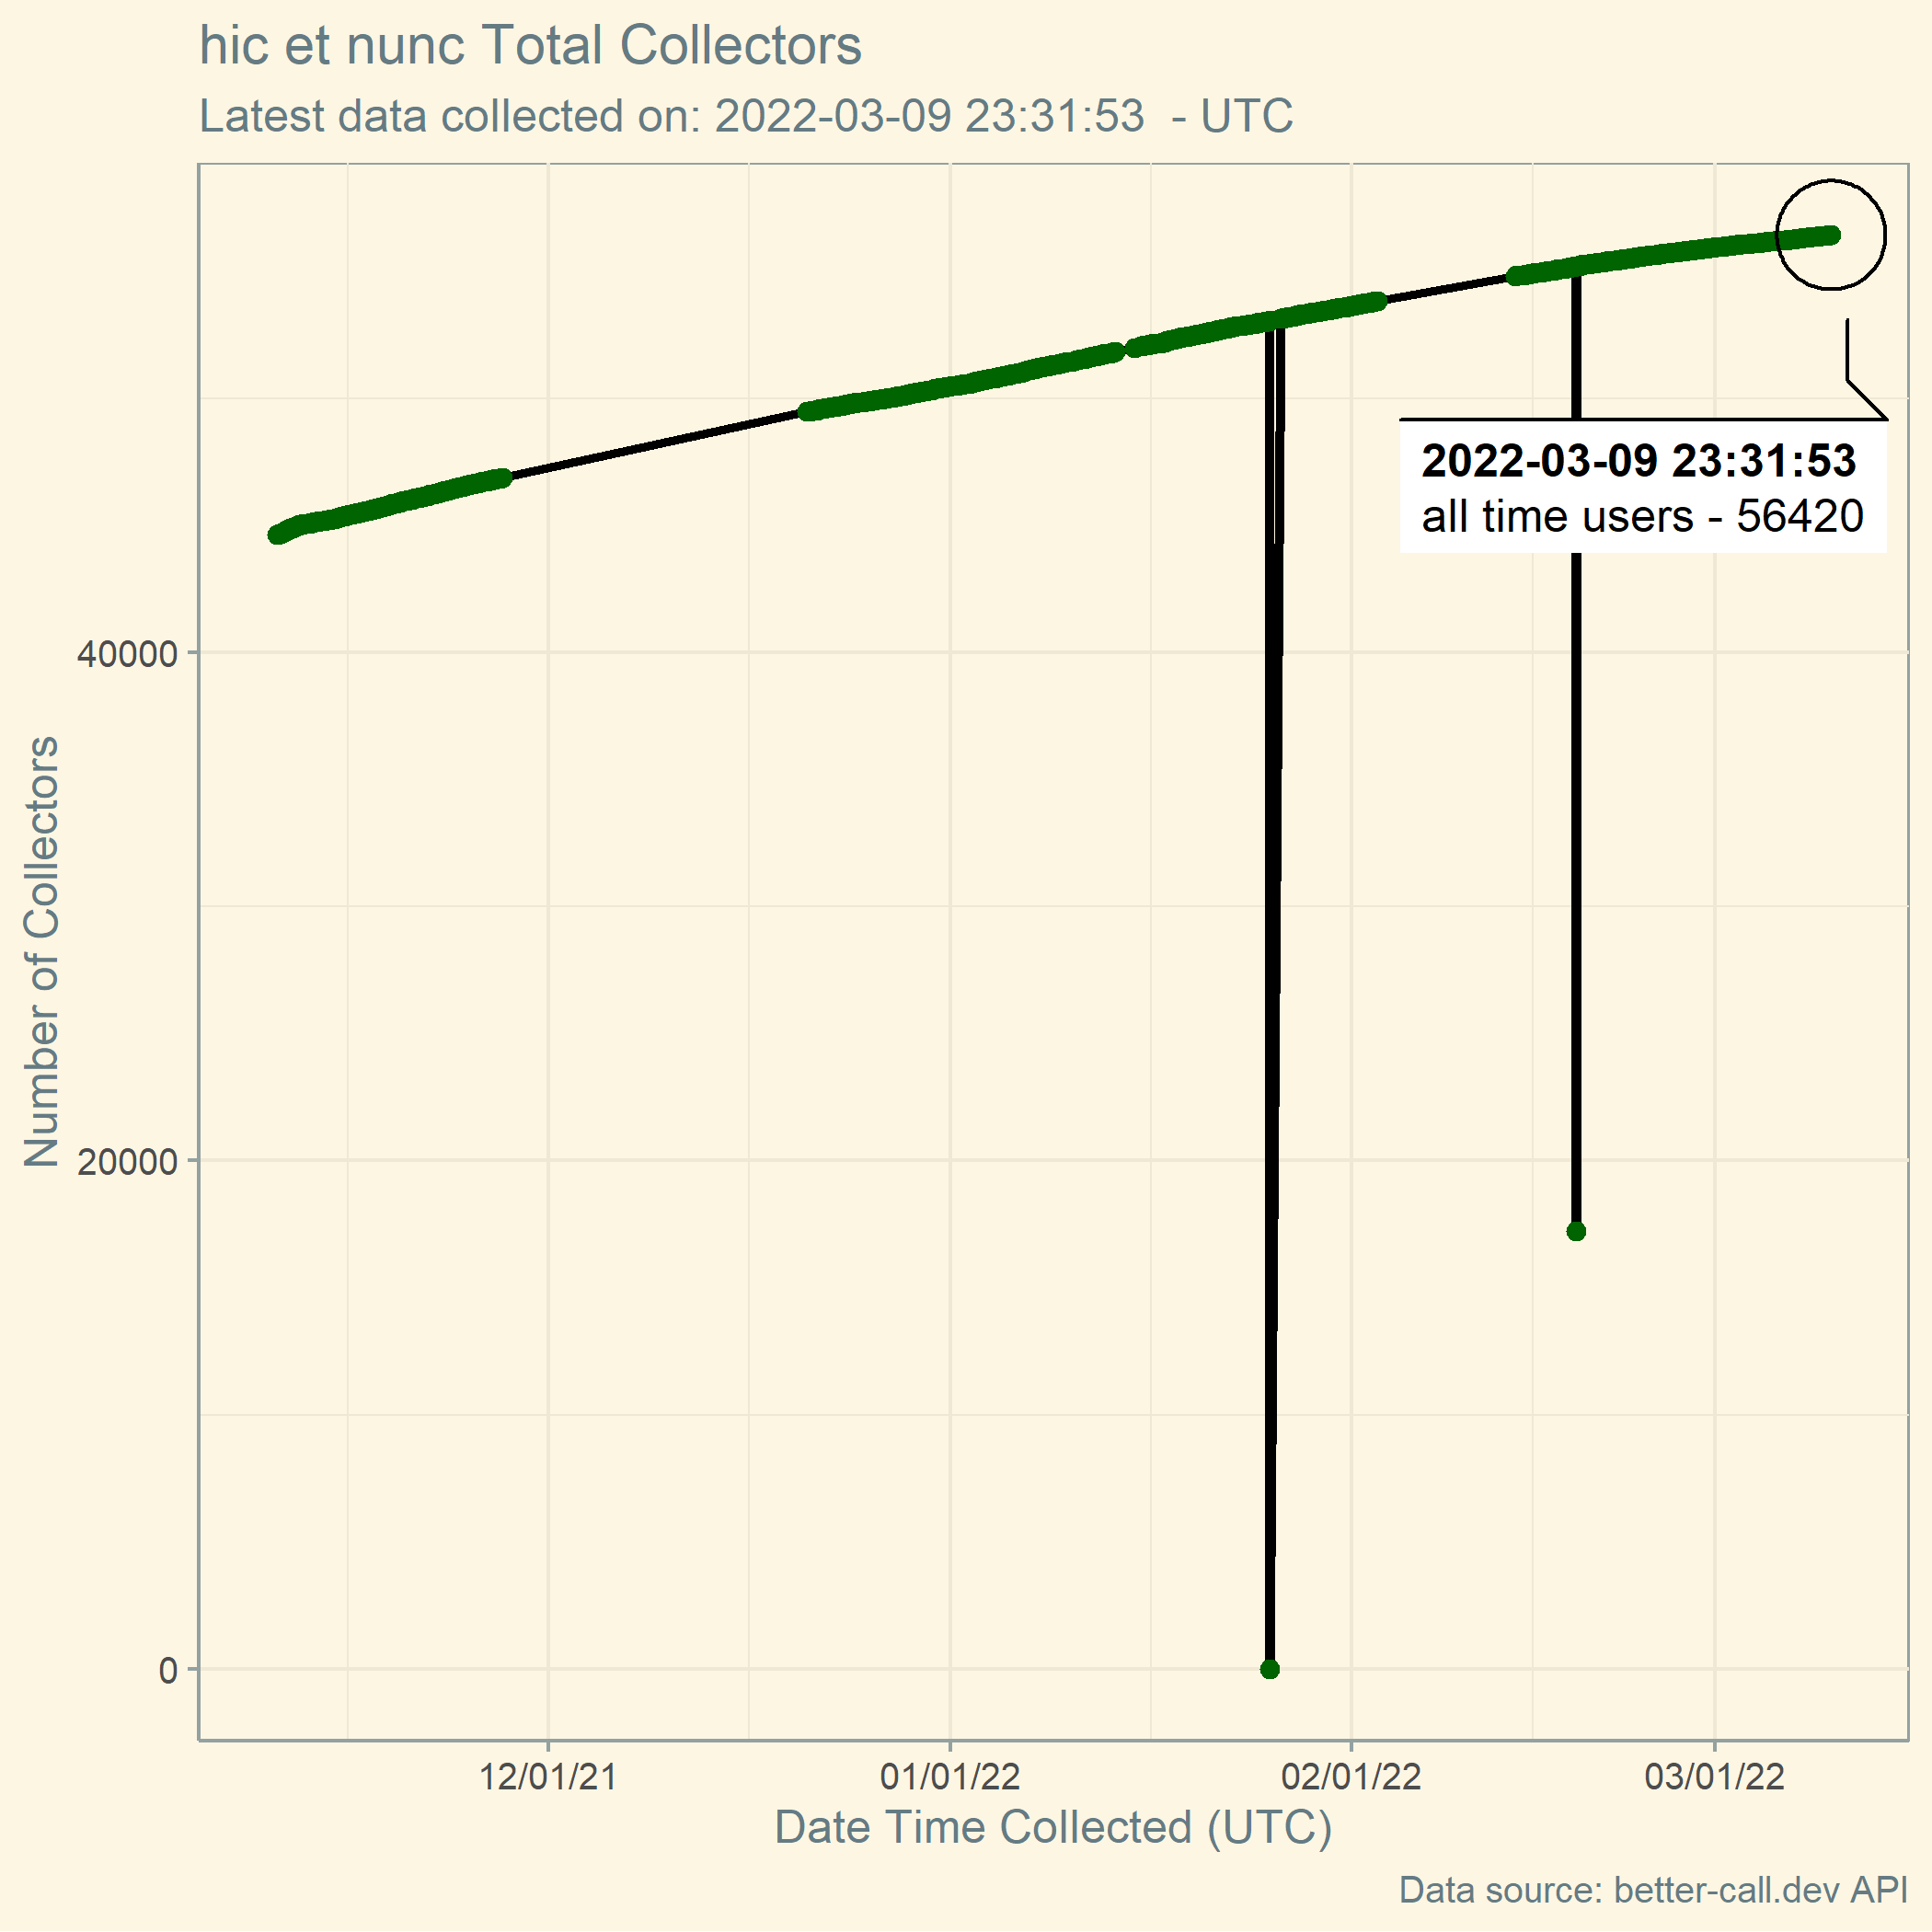 hic et nunc Total Collectors
Latest data collected on: 2022-03-09 23:31:53  - UTC
2022-03-09 23:31:53
all time users - 56420
Number of Collectors
40000
20000
0
12/01/21
01/01/22
02/01/22
03/01/22
Date Time Collected (UTC)
Data source: better-call.dev API